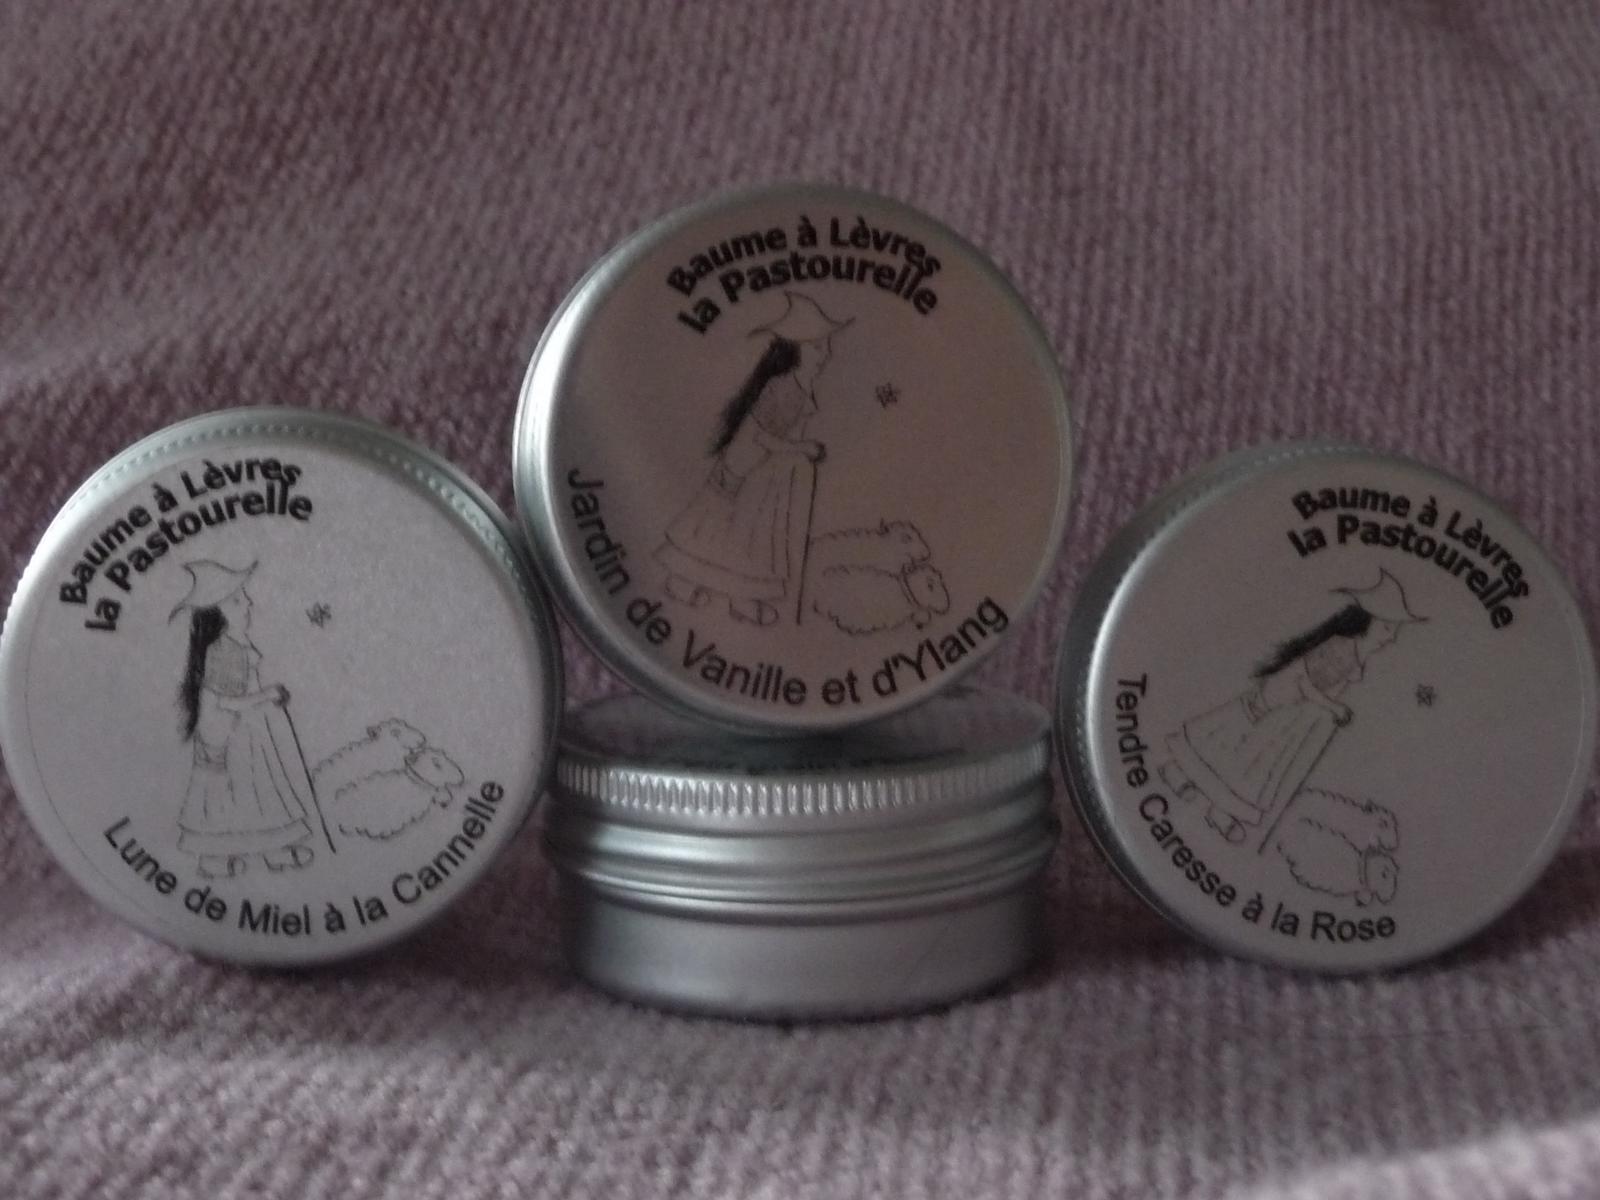 Baume à Lèvres
la Pastourelle
Jardin de Vanille et d'Ylang
Baume à Lèvres
la Pastourelle
Lune de Miel à la Cannelle
Baume à Lèvres
la Pastourelle
Tendre Caresse à la Rose